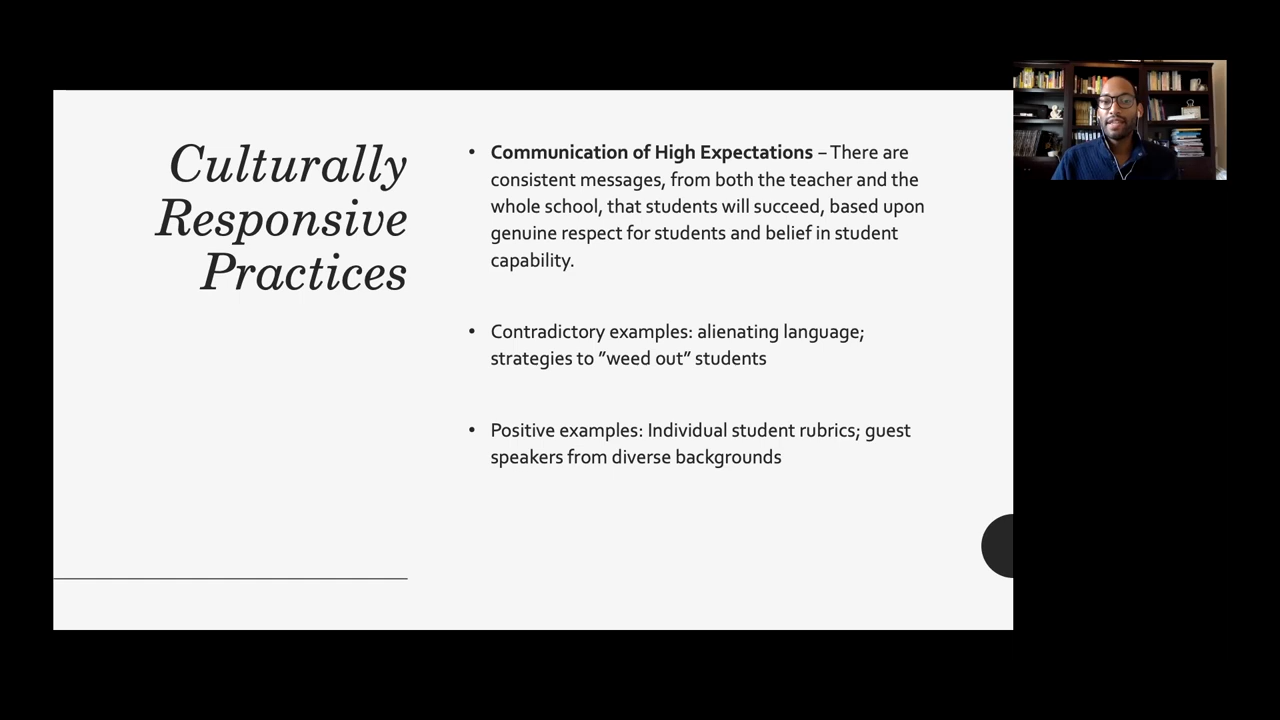 Culturally
Responsive
Practices
• Communication of High Expectations – There are
consistent messages, from both the teacher and the
whole school, that students will succeed, based upon
genuine respect for students and belief in student
capability.
• Contradictory examples: alienating language;
strategies to ”weed out” students
• Positive examples: Individual student rubrics; guest
speakers from diverse backgrounds